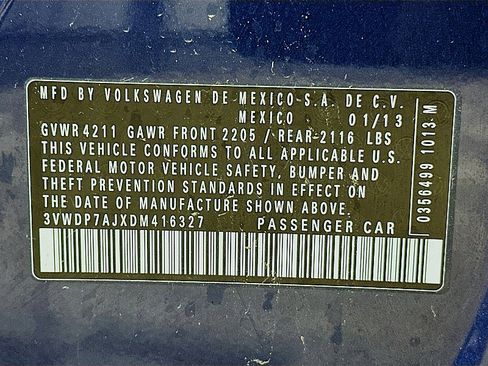 MFD BY VOLKSWAGEN DE MEXICO S.A. DE C.V.
MEXICO 01/13
GVWR 4211 GAWR FRONT 2205 / REAR-2116 LBS
THIS VEHICLE CONFORMS TO ALL APPLICABLE U.S.
FEDERAL MOTOR VEHICLE SAFETY, BUMPER AND
THEFT PREVENTION STANDARDS IN EFFECT ON
THE DATE OF MANUFACTURE SHOWN ABOVE.
3VWDP7AJXDM416327 PASSENGER CAR
0356499 1013 M